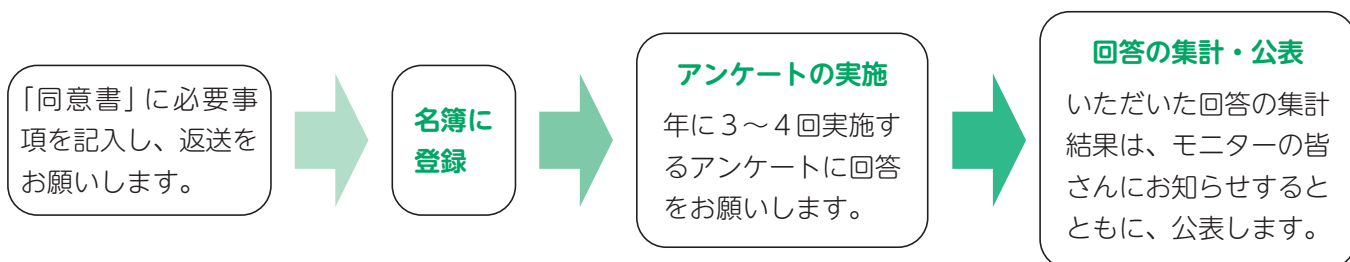 「同意書」に必要事
項を記入し、返送を
お願いします。
名簿に
登録
アンケートの実施
年に３～４回実施す
るアンケートに回答
をお願いします。
回答の集計・公表
いただいた回答の集計
結果は、モニターの皆
さんにお知らせすると
ともに、公表します。